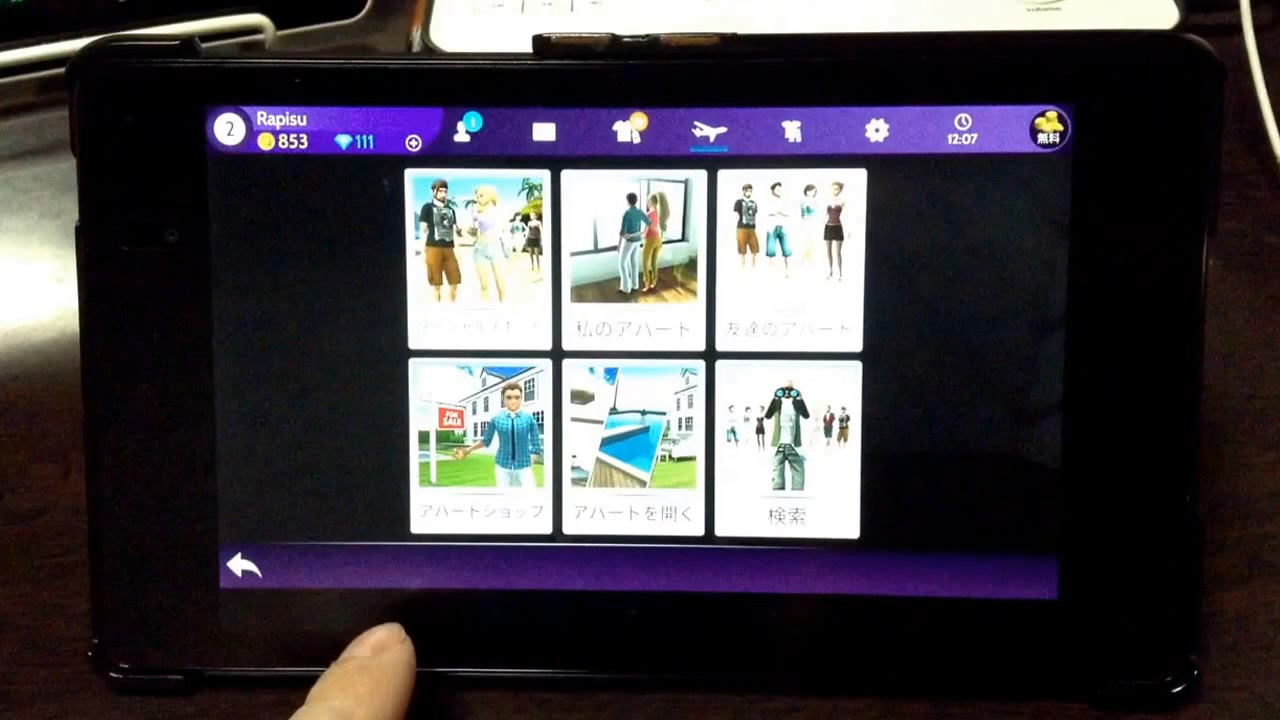 volume
2
Rapisu
853
111
12:07
無料
私のアパート
友達のアパート
FOR
SALE
アパートショップ
アパートを開く
検索